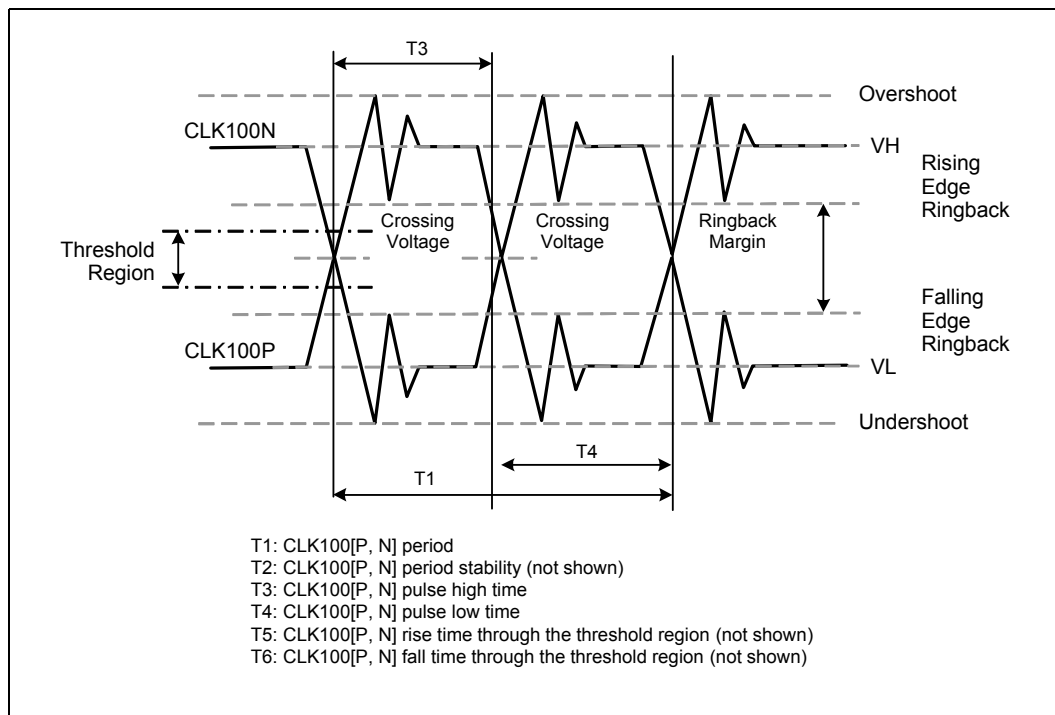 T3
Overshoot
CLK100N
VH
Rising
Edge
Ringback
Crossing
Voltage
Crossing
Voltage
Ringback
Margin
Threshold
Region
Falling
Edge
Ringback
CLK100P
VL
Undershoot
T4
T1
T1: CLK100[P, N] period
T2: CLK100[P, N] period stability (not shown)
T3: CLK100[P, N] pulse high time
T4: CLK100[P, N] pulse low time
T5: CLK100[P, N] rise time through the threshold region (not shown)
T6: CLK100[P, N] fall time through the threshold region (not shown)